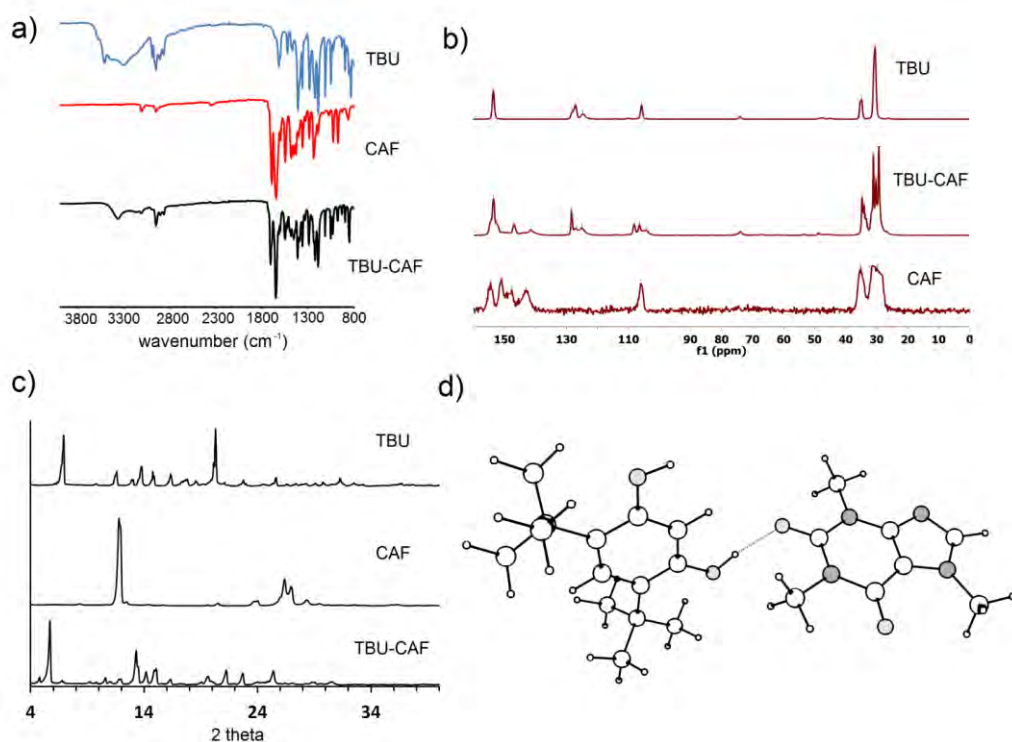 a)
TBU
CAF
TBU-CAF
3800 3300 2800 2300 1800 1300 800
wavenumber (cm⁻¹)
b)
TBU
TBU-CAF
CAF
150 130 110 90 70 50 40 30 20 10 0
f1 (ppm)
c)
TBU
CAF
TBU-CAF
4 14 24 34
2 theta
d)